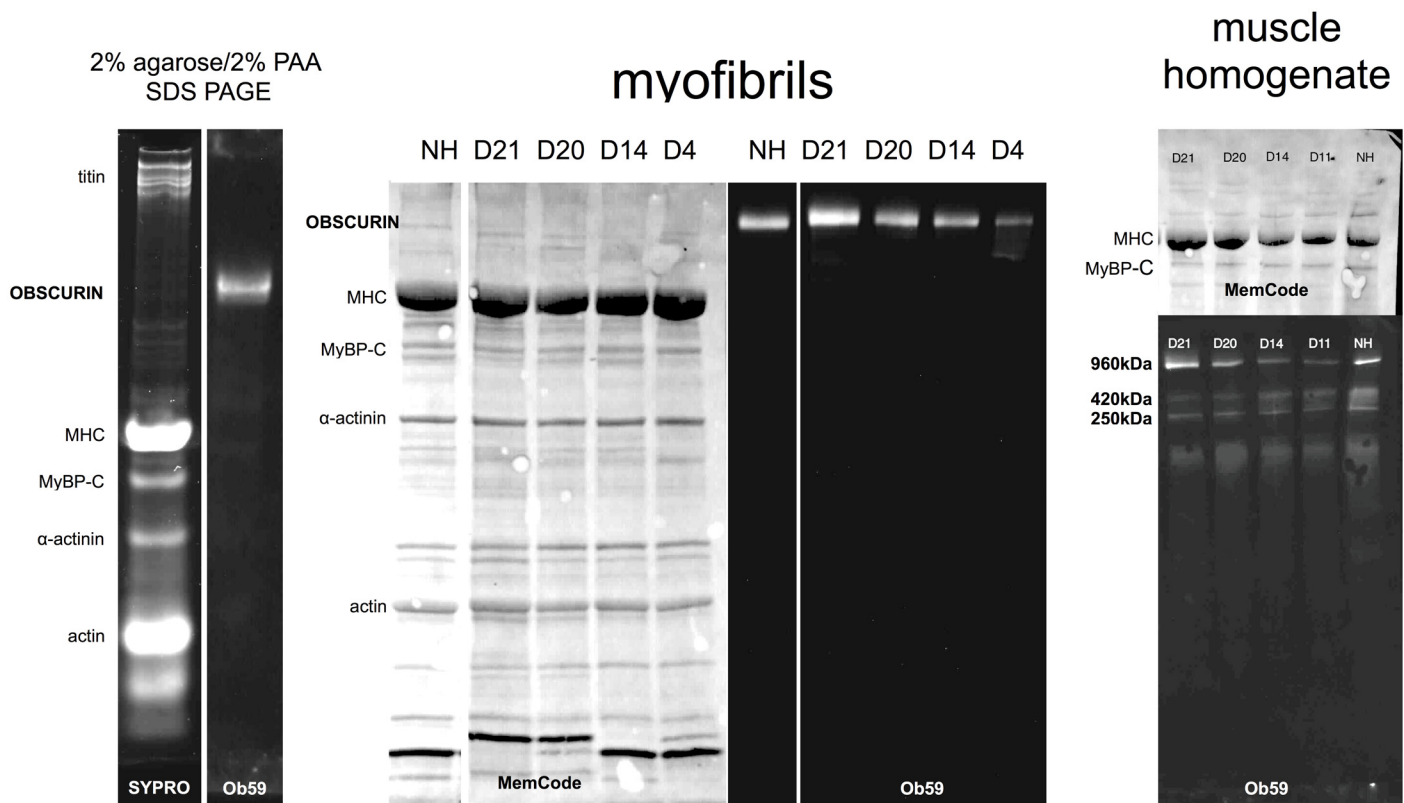 2% agarose/2% PAA
SDS PAGE
titin
OBSCURIN
MHC
MyBP-C
α-actinin
actin
SYPRO
Ob59
myofibrils
NH D21 D20 D14 D4
NH D21 D20 D14 D4
OBSCURIN
MHC
MyBP-C
α-actinin
actin
MemCode
Ob59
muscle
homogenate
D21 D20 D14 D11 NH
MHC
MyBP-C
MemCode
D21 D20 D14 D11 NH
960kDa
420kDa
250kDa
Ob59